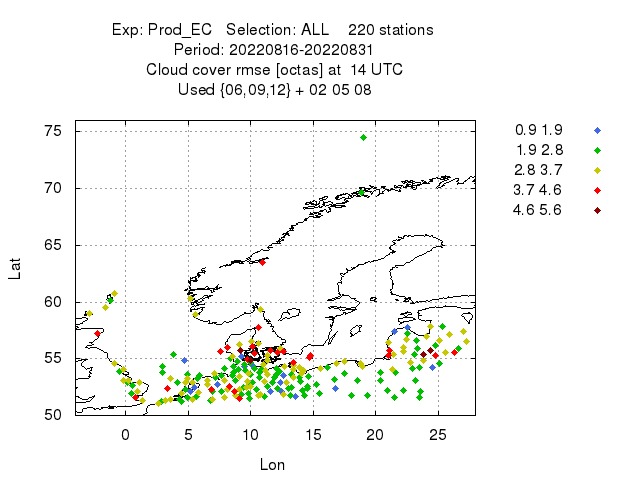 Exp: Prod_EC Selection: ALL 220 stations
Period: 20220816-20220831
Cloud cover rmse [octas] at 14 UTC
Used {06,09,12} + 02 05 08
0.9 1.9
1.9 2.8
2.8 3.7
3.7 4.6
4.6 5.6
75
70
65
60
55
50
Lat
0 5 10 15 20 25
Lon